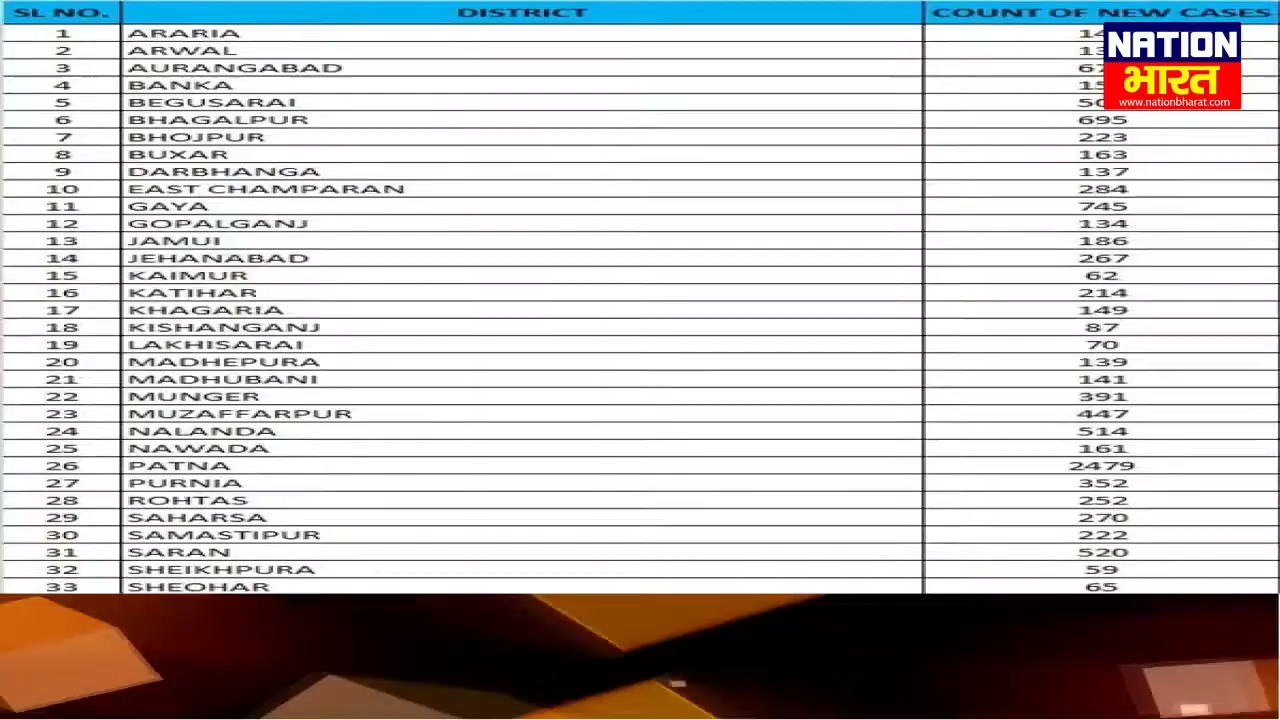 SL NO. DISTRICT COUNT OF NEW CASES
1 ARARIA
2 ARWAL
3 AURANGABAD
4 BANKA
5 BEGUSARAI
6 BHAGALPUR 695
7 BHOJPUR 223
8 BUXAR 163
9 DARBHANGA 137
10 EAST CHAMPARAN 284
11 GAYA 745
12 GOPALGANJ 134
13 JAMUI 186
14 JEHANABAD 267
15 KAIMUR 62
16 KATIHAR 214
17 KHAGARIA 149
18 KISHANGANJ 87
19 LAKHISARAI 70
20 MADHEPURA 139
21 MADHUBANI 141
22 MUNGER 391
23 MUZAFFARPUR 447
24 NALANDA 514
25 NAWADA 161
26 PATNA 2479
27 PURNIA 352
28 ROHTAS 252
29 SAHARSA 270
30 SAMASTIPUR 222
31 SARAN 520
32 SHEIKHPURA 59
33 SHEOHAR 65
NATION
भारत
www.nationbharat.com